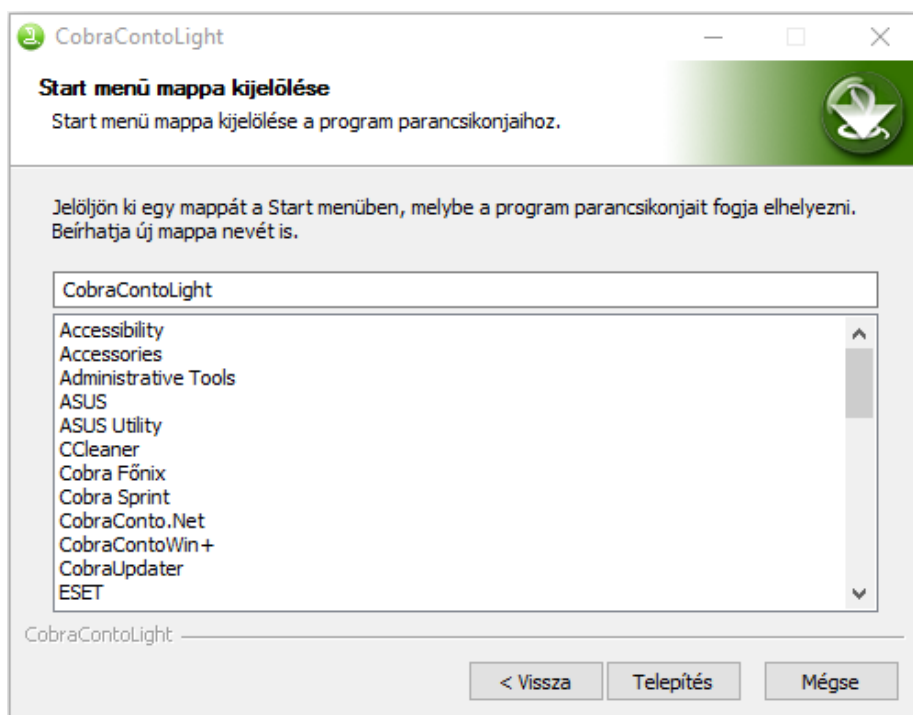 CobraContoLight
Start menū mappa kijelōlése
Start menü mappa kijelölése a program parancsikonjaihoz.
Jelöljön ki egy mappát a Start menüben, melybe a program parancsikonjait fogja elhelyezni.
Beírhatja új mappa nevét is.
CobraContoLight
Accessibility
Accessories
Administrative Tools
ASUS
ASUS Utility
CCleaner
Cobra Főnix
Cobra Sprint
CobraConto.Net
CobraContoWin+
CobraUpdater
ESET
CobraContoLight
< Vissza
Telepítés
Mégse